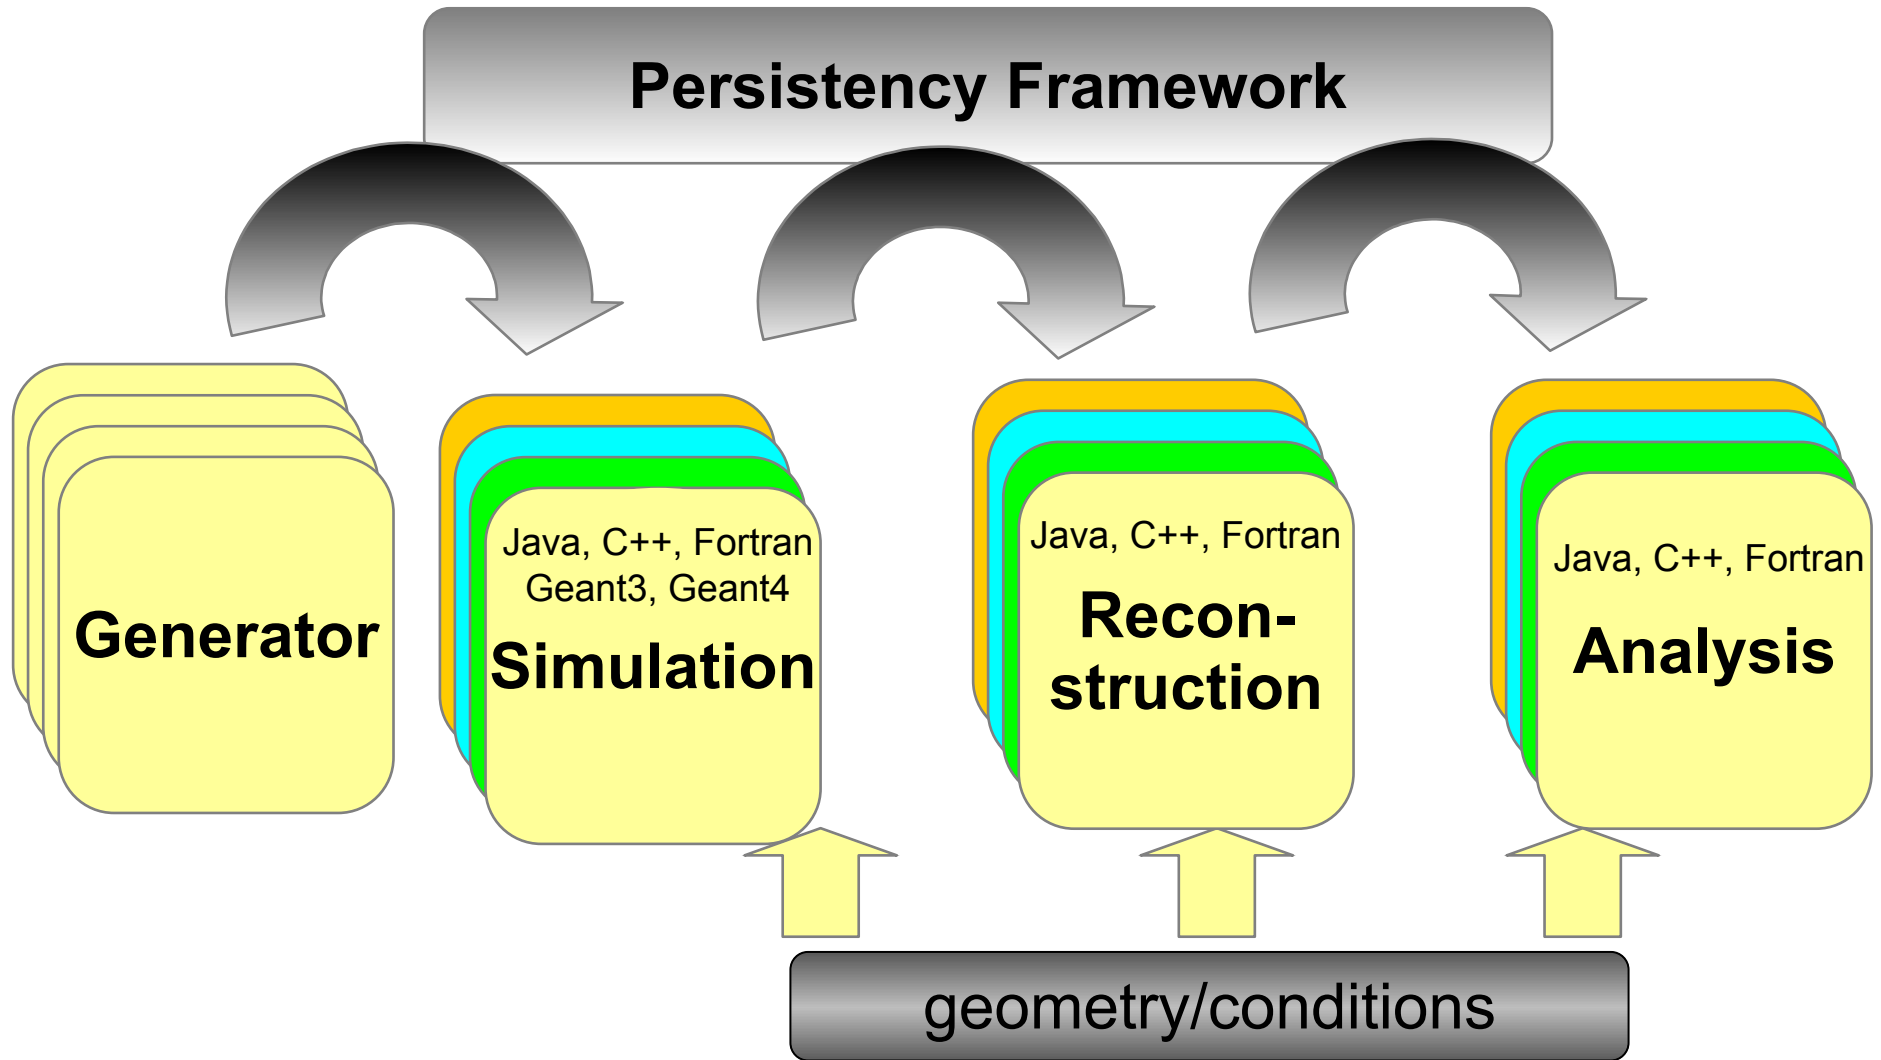 Persistency Framework
Generator
Java, C++, Fortran
Geant3, Geant4
Simulation
Java, C++, Fortran
Recon-
struction
Java, C++, Fortran
Analysis
geometry/conditions